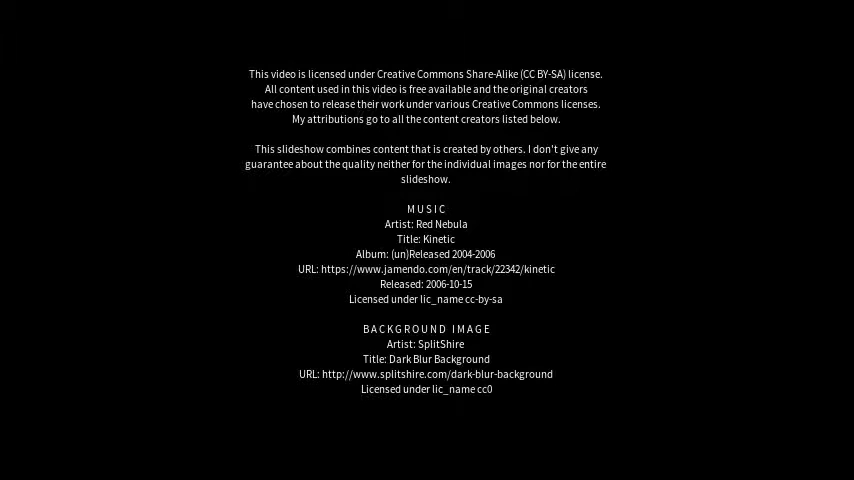 This video is licensed under Creative Commons Share-Alike (CC BY-SA) license.
All content used in this video is free available and the original creators
have chosen to release their work under various Creative Commons licenses.
My attributions go to all the content creators listed below.
This slideshow combines content that is created by others. I don't give any
guarantee about the quality neither for the individual images nor for the entire
slideshow.
MUSIC
Artist: Red Nebula
Title: Kinetic
Album: (un)Released 2004-2006
URL: https://www.jamendo.com/en/track/22342/kinetic
Released: 2006-10-15
Licensed under lic_name cc-by-sa
BACKGROUND IMAGE
Artist: SplitShire
Title: Dark Blur Background
URL: http://www.splitshire.com/dark-blur-background
Licensed under lic_name cc0